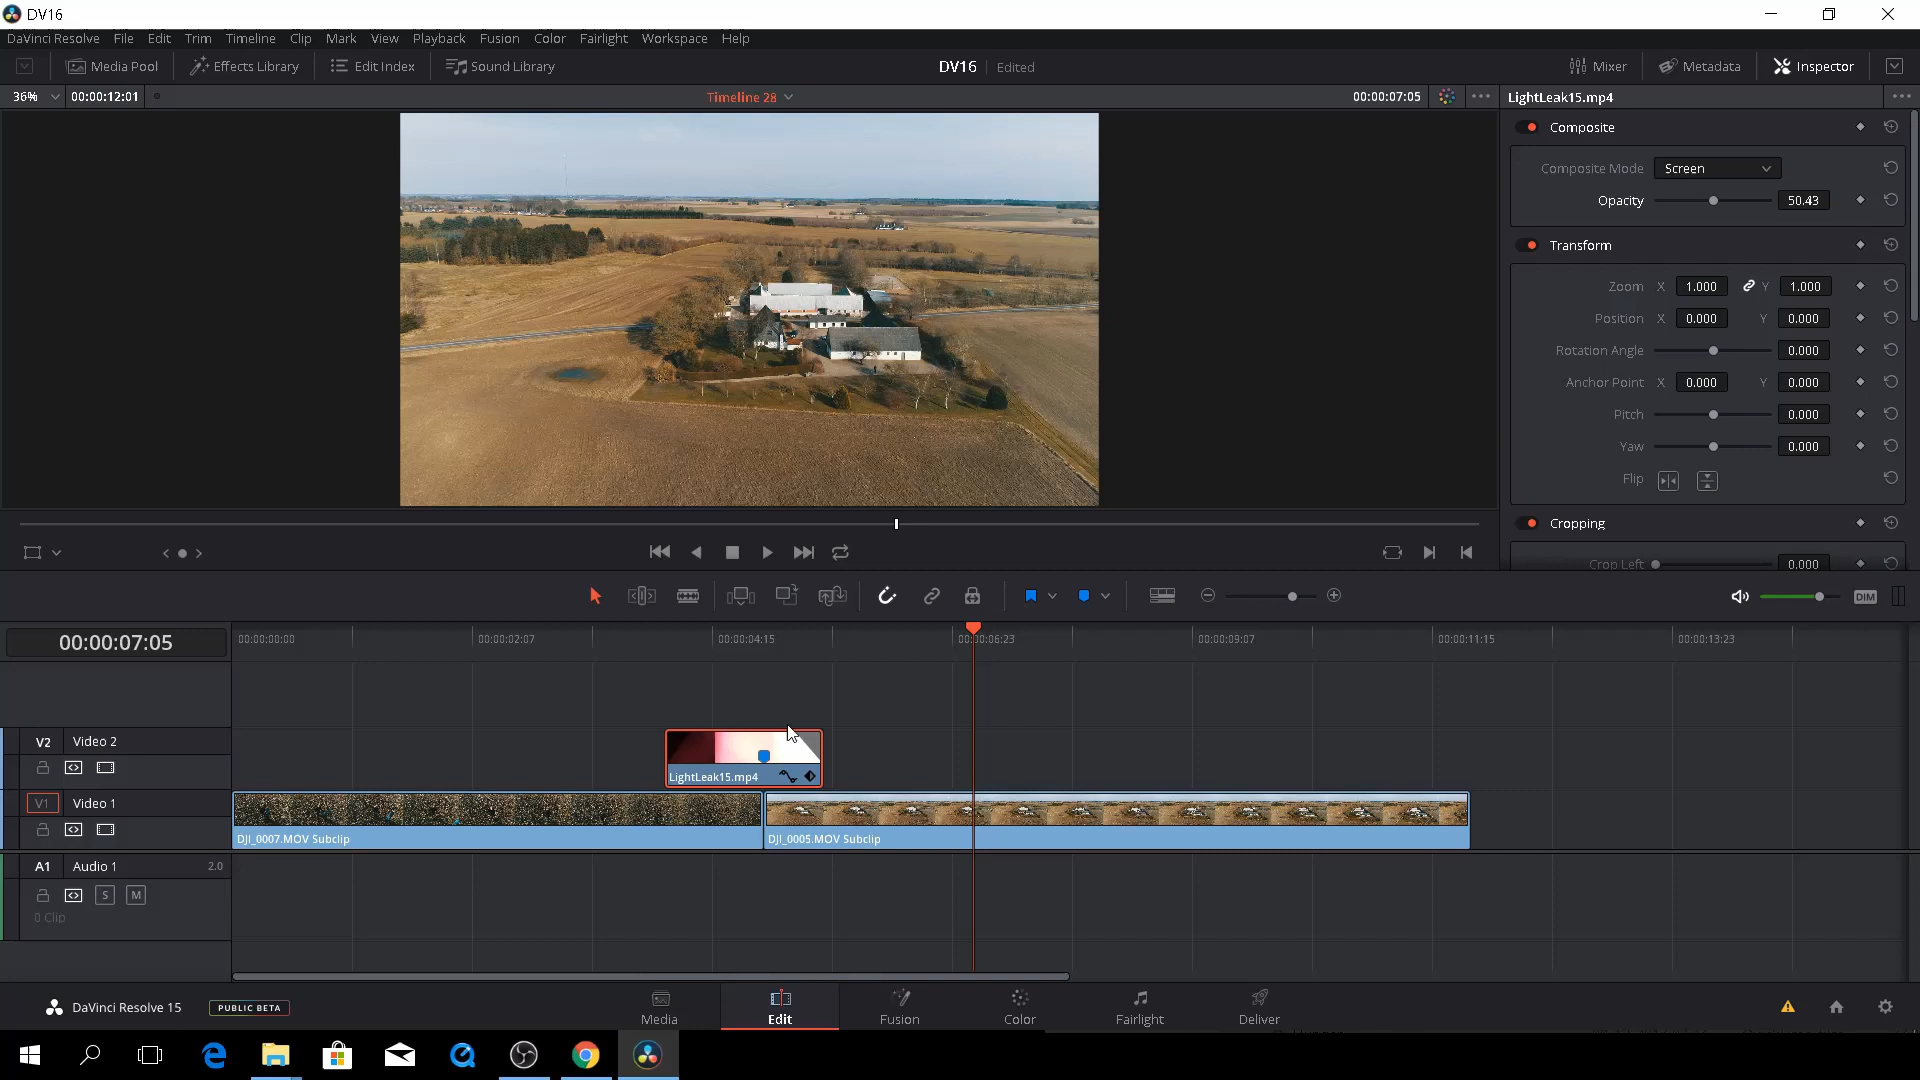 DV16
DaVinci Resolve File Edit Trim Timeline Clip Mark View Playback Fusion Color Fairlight Workspace Help
Media Pool Effects Library Edit Index Sound Library DV16 Edited Mixer Metadata Inspector
36% 00:00:12:01 Timeline 28 00:00:07:05 LightLeak15.mp4
Composite
Composite Mode Screen
Opacity 50.43
Transform
Zoom X 1.000 Y 1.000
Position X 0.000 Y 0.000
Rotation Angle 0.000
Anchor Point X 0.000 Y 0.000
Pitch 0.000
Yaw 0.000
Flip
Cropping
Crop Left 0.000
DIM
00:00:07:05 00:00:00:00 00:00:02:07 00:00:04:15 00:00:06:23 00:00:09:07 00:00:11:15 00:00:13:23
V2 Video 2
LightLeak15.mp4
V1 Video 1
DJI_0007.MOV Subclip DJI_0005.MOV Subclip
A1 Audio 1 2.0
S M
0 Clip
DaVinci Resolve 15 PUBLIC BETA
Media Edit Fusion Color Fairlight Deliver